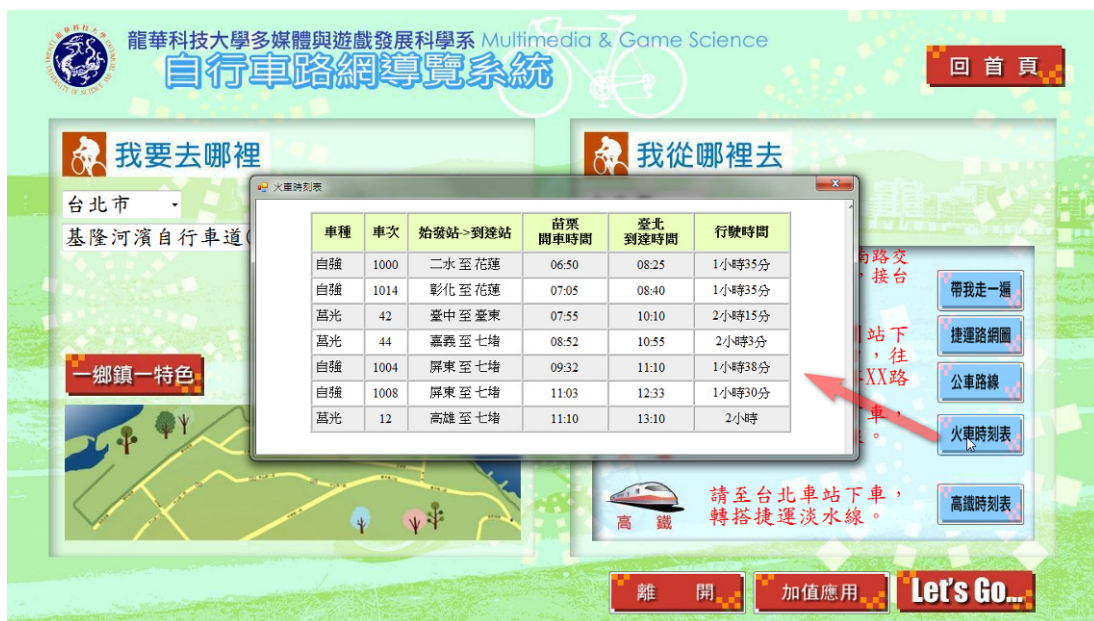 龍華科技大學多媒體與遊戲發展科學系 Multimedia & Game Science
自行車路網導覽系統
回首頁
我要去哪裡
我從哪裡去
台北市
基隆河濱自行車道(
火車時刻表
車種 車次 始發站->到達站 苗栗開車時間 臺北到達時間 行駛時間
自強 1000 二水 至 花蓮 06:50 08:25 1小時35分
自強 1014 彰化 至 花蓮 07:05 08:40 1小時35分
莒光 42 臺中 至 臺東 07:55 10:10 2小時15分
莒光 44 嘉義 至 七堵 08:52 10:55 2小時3分
自強 1004 屏東 至 七堵 09:32 11:10 1小時38分
自強 1008 屏東 至 七堵 11:03 12:33 1小時30分
莒光 12 高雄 至 七堵 11:10 13:10 2小時
南路交
，接台
站下
，往
XX路
車，
。
帶我走一遍
捷運路網圖
公車路線
火車時刻表
高鐵時刻表
一鄉鎮一特色
高鐵
請至台北車站下車，
轉搭捷運淡水線。
離開
加值應用
Let's Go...